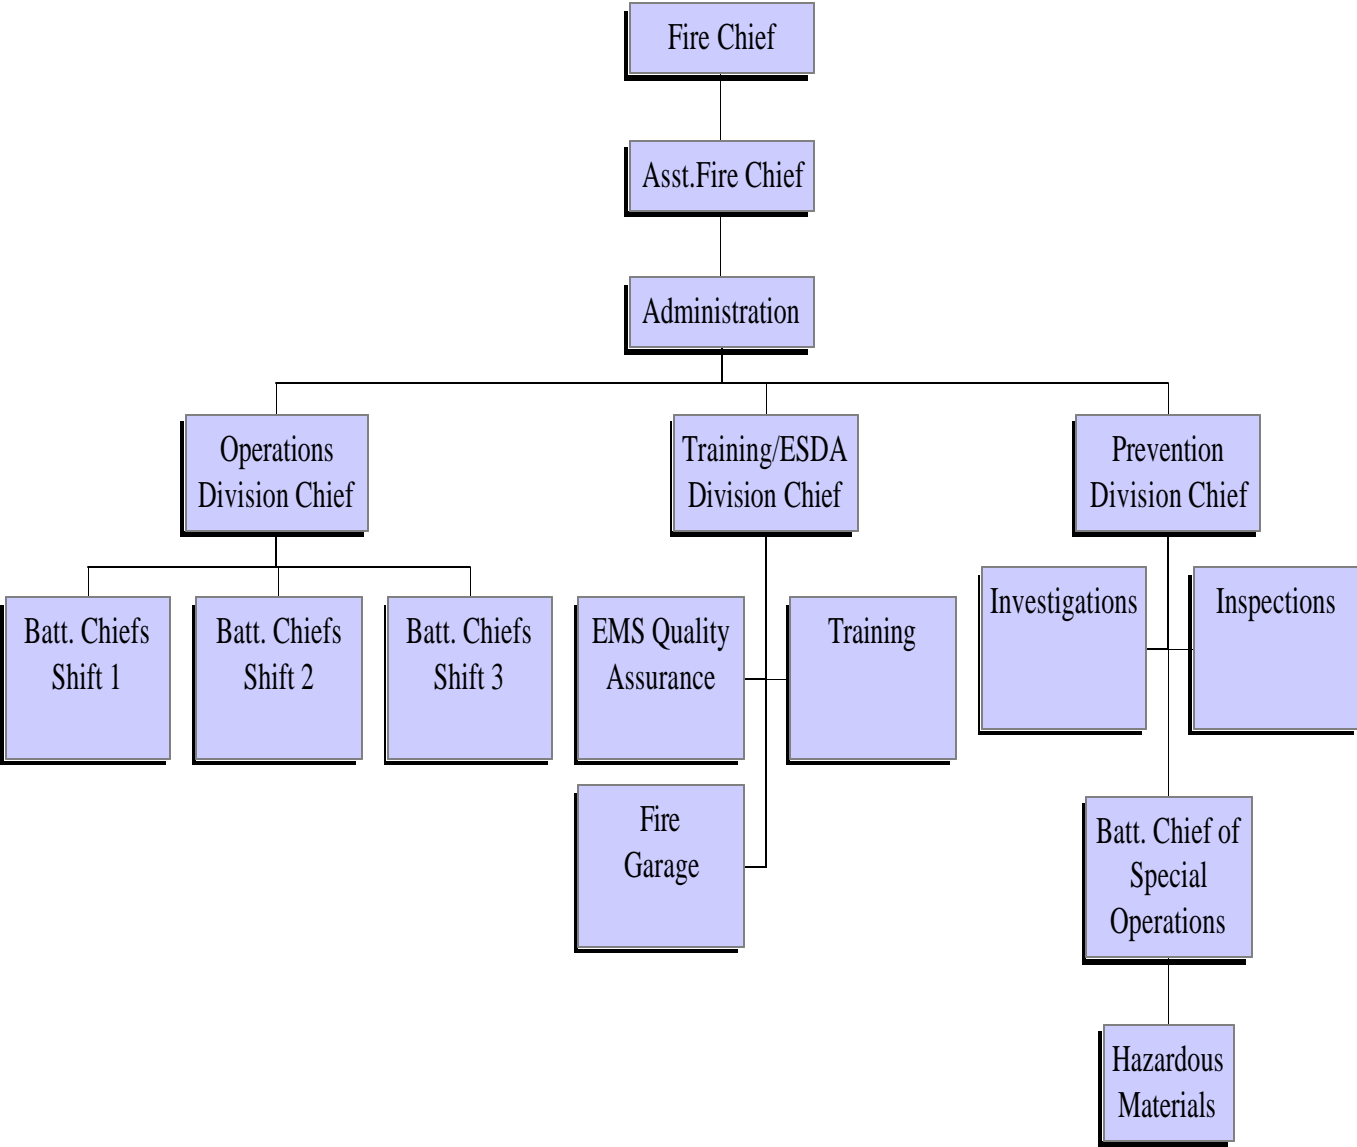 Fire Chief
Asst.Fire Chief
Administration
Operations
Division Chief
Training/ESDA
Division Chief
Prevention
Division Chief
Batt. Chiefs
Shift 1
Batt. Chiefs
Shift 2
Batt. Chiefs
Shift 3
EMS Quality
Assurance
Training
Investigations
Inspections
Fire
Garage
Batt. Chief of
Special
Operations
Hazardous
Materials